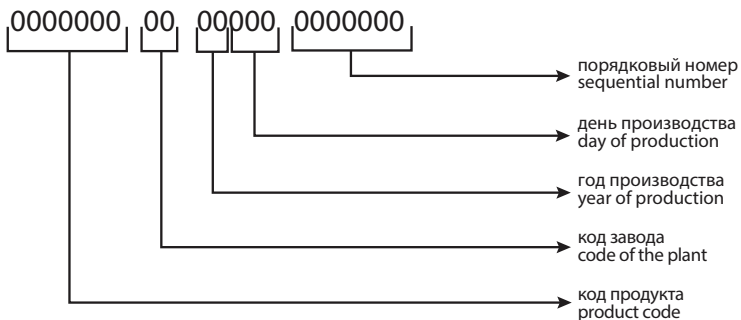 0000000 00 00000 0000000
порядковый номер
sequential number
день производства
day of production
год производства
year of production
код завода
code of the plant
код продукта
product code